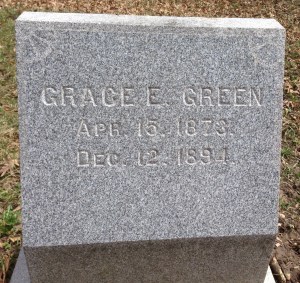 GRACE E. GREEN
APR. 15. 1873.
DEC. 12. 1894.